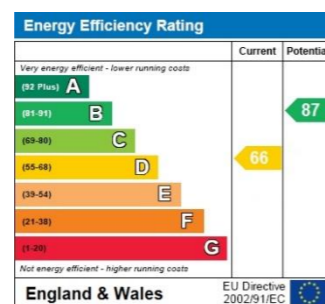 Energy Efficiency Rating
Current Potential
Very energy efficient - lower running costs
(92 Plus) A
(81-91) B 87
(69-80) C
(55-68) D 66
(39-54) E
(21-38) F
(1-20) G
Not energy efficient - higher running costs
England & Wales EU Directive
2002/91/EC